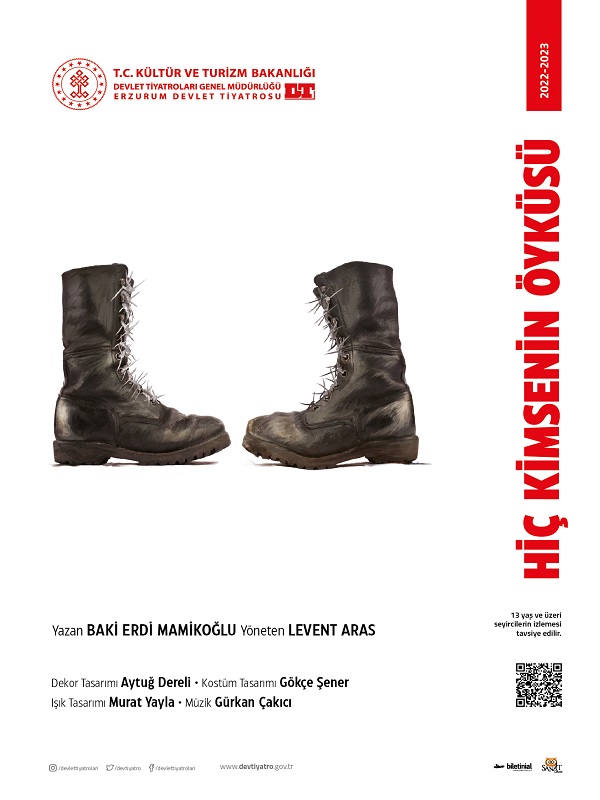 T.C. KÜLTÜR VE TURİZM BAKANLIĞI
DEVLET TİYATROLARI GENEL MÜDÜRLÜĞÜ
ERZURUM DEVLET TİYATROSU DT
2022-2023
HİÇ KİMSENİN ÖYKÜSÜ
Yazan BAKİ ERDİ MAMİKOĞLU Yöneten LEVENT ARAS
13 yaş ve üzeri
seyircilerin izlemesi
tavsiye edilir.
Dekor Tasarımı Aytuğ Dereli • Kostüm Tasarımı Gökçe Şener
Işık Tasarımı Murat Yayla • Müzik Gürkan Çakıcı
/devlettiyatrolari /devtiyatro /devlettiyatrolari www.devtiyatro.gov.tr
biletinial
SANAT